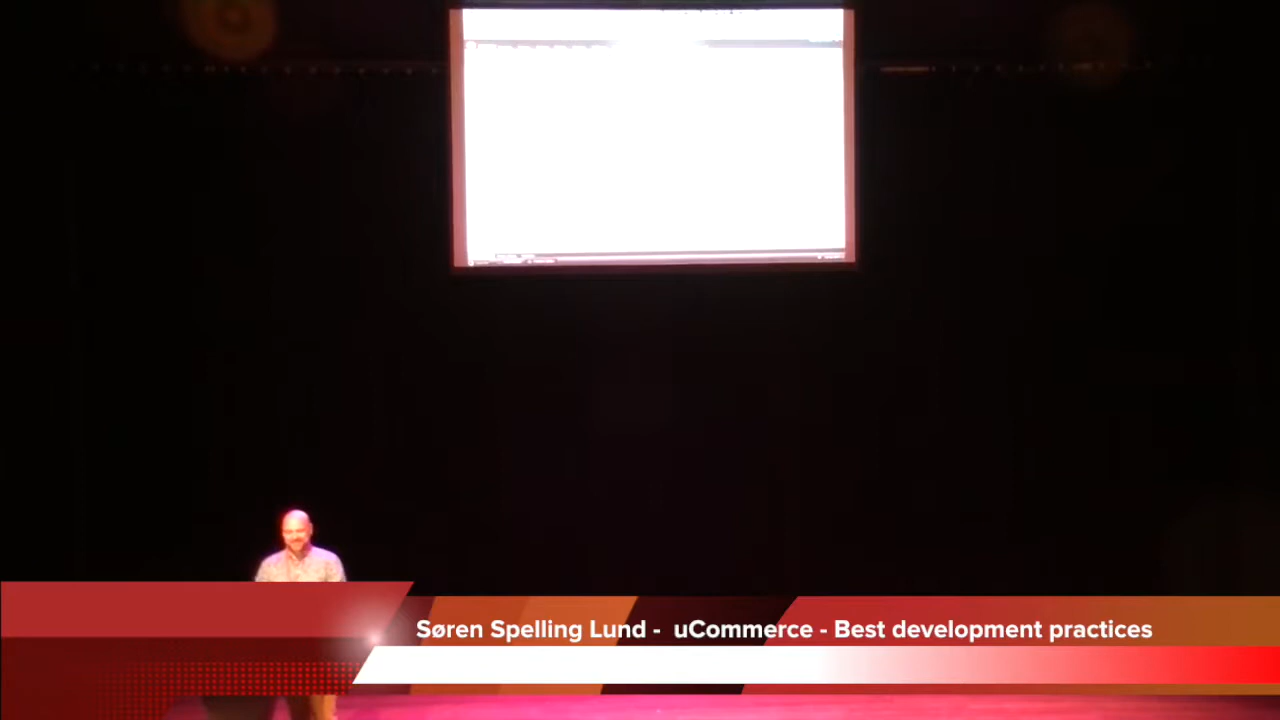 Søren Spelling Lund -  uCommerce - Best development practices